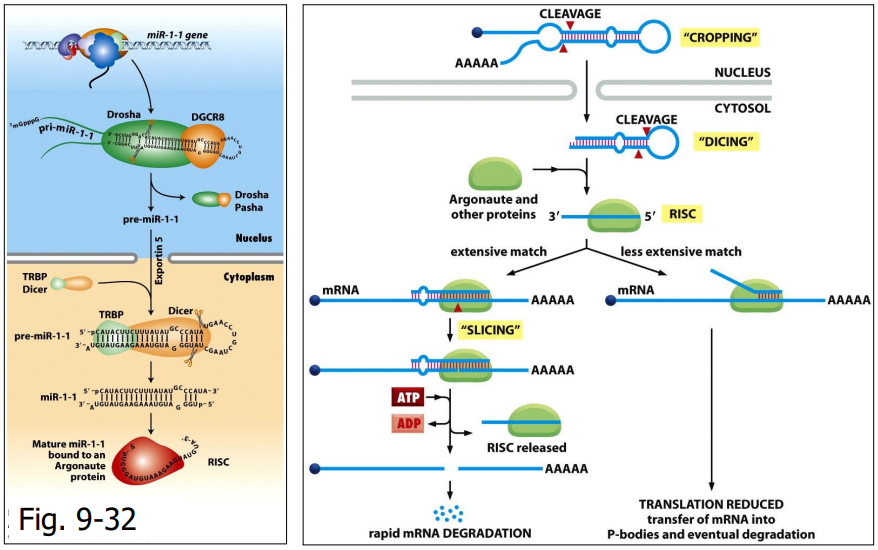 miR-1-1 gene
Drosha
DGCR8
7mGpppG
pri-miR-1-1
Drosha
Pasha
pre-miR-1-1
Nucelus
Exportin 5
Cytoplasm
TRBP
Dicer
TRBP
Dicer
pre-miR-1-1
5′-pCAUACUUCUUUAUAUGCCCAUA
3′-AUGUAUGAAGAAAUGUAGGGUAU
miR-1-1
5′-pCAUACUUCUUUAUAUGCCCAUA-3′
3′-AUGUAUGAAGAAAUGUAGGGUp-5′
Mature miR-1-1
bound to an
Argonaute
protein
RISC
Fig. 9-32
CLEAVAGE
"CROPPING"
AAAAA
NUCLEUS
CYTOSOL
CLEAVAGE
"DICING"
Argonaute and
other proteins
3′
5′
RISC
extensive match
less extensive match
mRNA
AAAAA
mRNA
AAAAA
"SLICING"
AAAAA
ATP
ADP
RISC released
AAAAA
rapid mRNA DEGRADATION
TRANSLATION REDUCED
transfer of mRNA into
P-bodies and eventual degradation